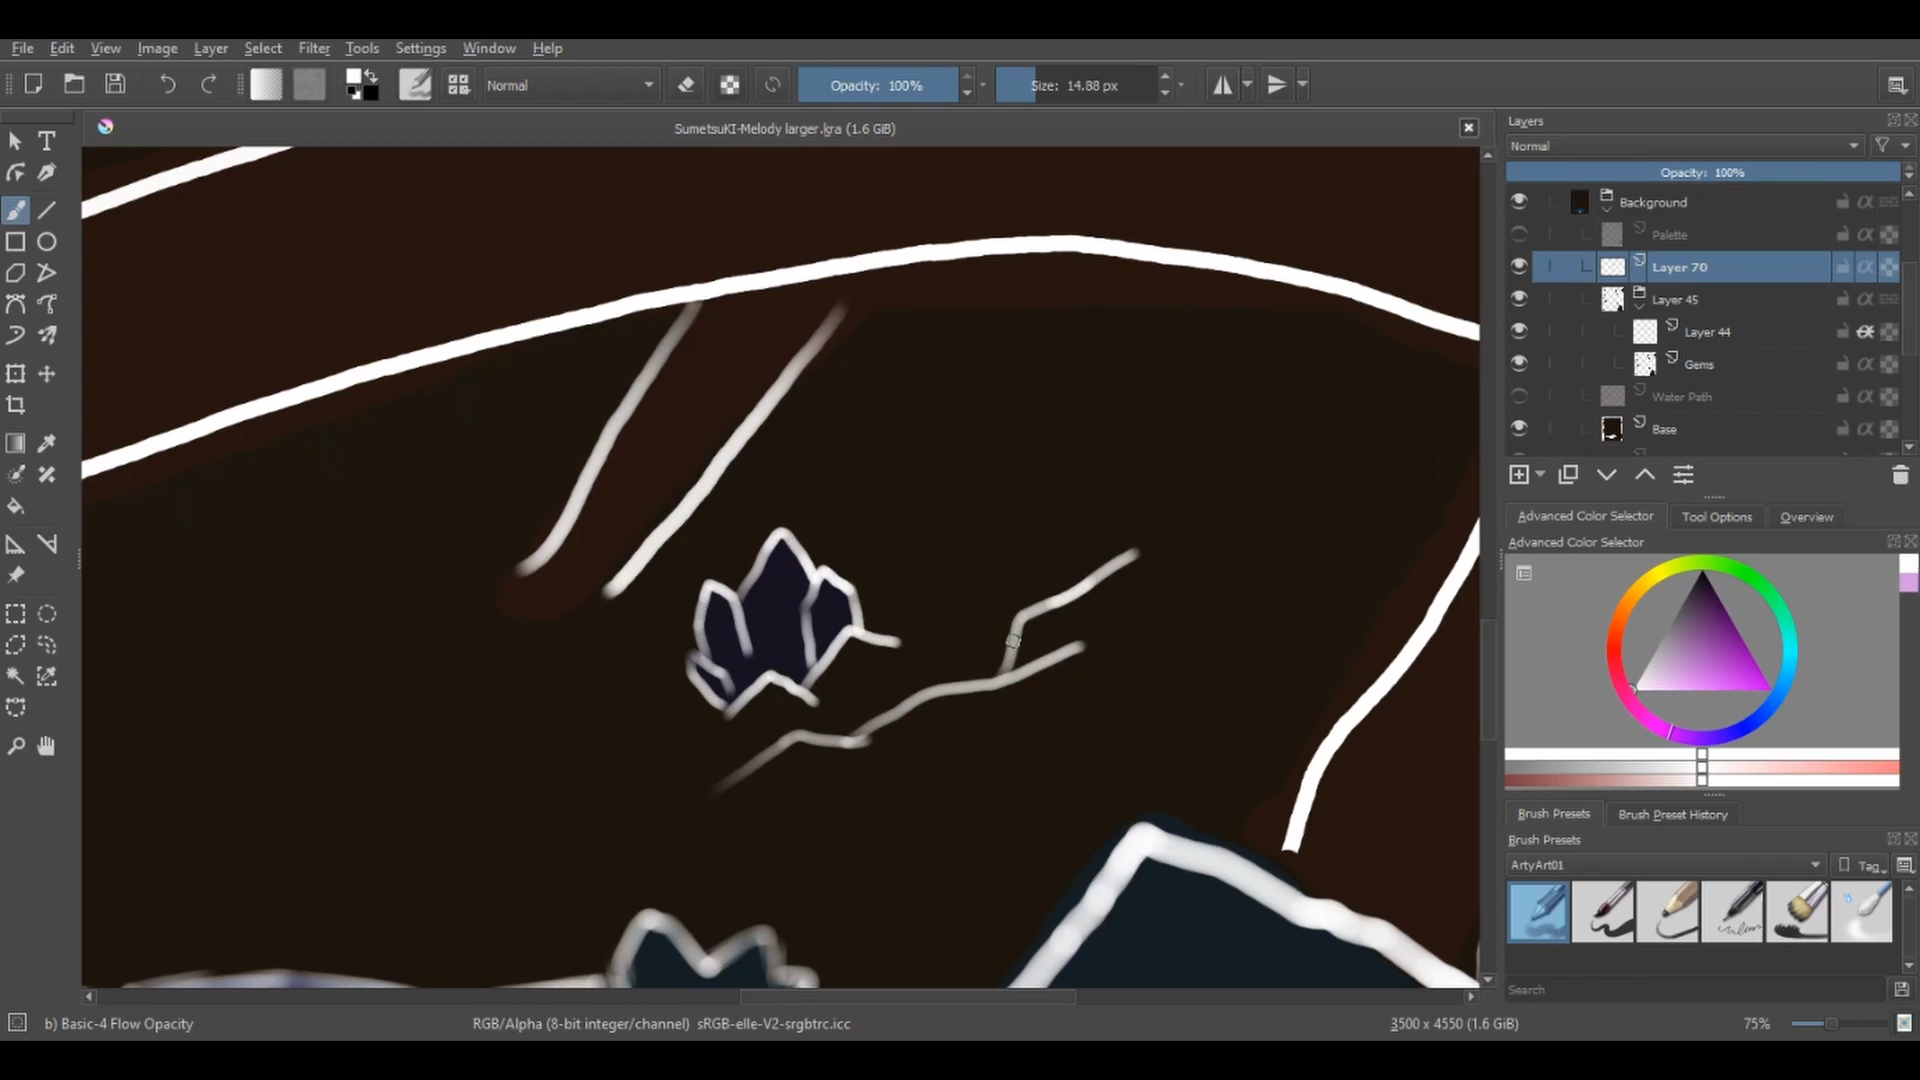 File Edit View Image Layer Select Filter Tools Settings Window Help
Normal
Opacity: 100%
Size: 14.88 px
SumetsuKI-Melody larger.kra (1.6 GiB)
Layers
Normal
Opacity: 100%
Background
Palette
Layer 70
Layer 45
Layer 44
Gems
Water Path
Base
Advanced Color Selector Tool Options Overview
Advanced Color Selector
Brush Presets Brush Preset History
Brush Presets
ArtyArt01 Tag
Search
b) Basic-4 Flow Opacity
RGB/Alpha (8-bit integer/channel) sRGB-elle-V2-srgbtrc.icc
3500 x 4550 (1.6 GiB)
75%